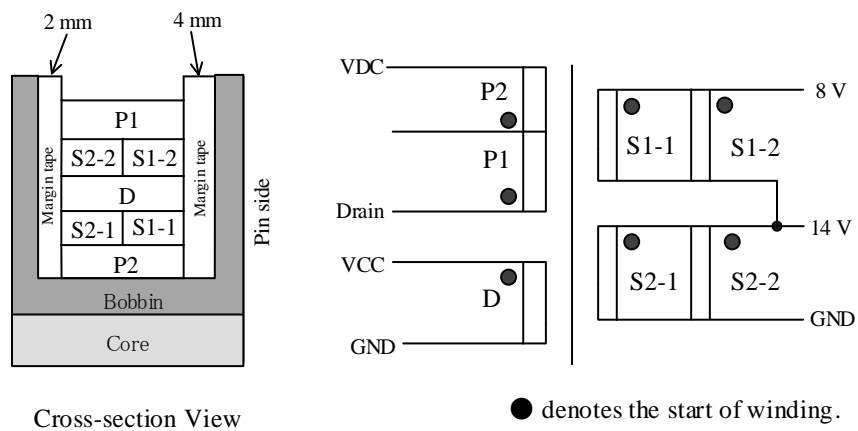 2 mm
4 mm
Margin tape
P1
S2-2
S1-2
D
S2-1
S1-1
P2
Margin tape
Pin side
Bobbin
Core
Cross-section View
VDC
P2
P1
Drain
VCC
D
GND
8 V
S1-1
S1-2
14 V
S2-1
S2-2
GND
denotes the start of winding.